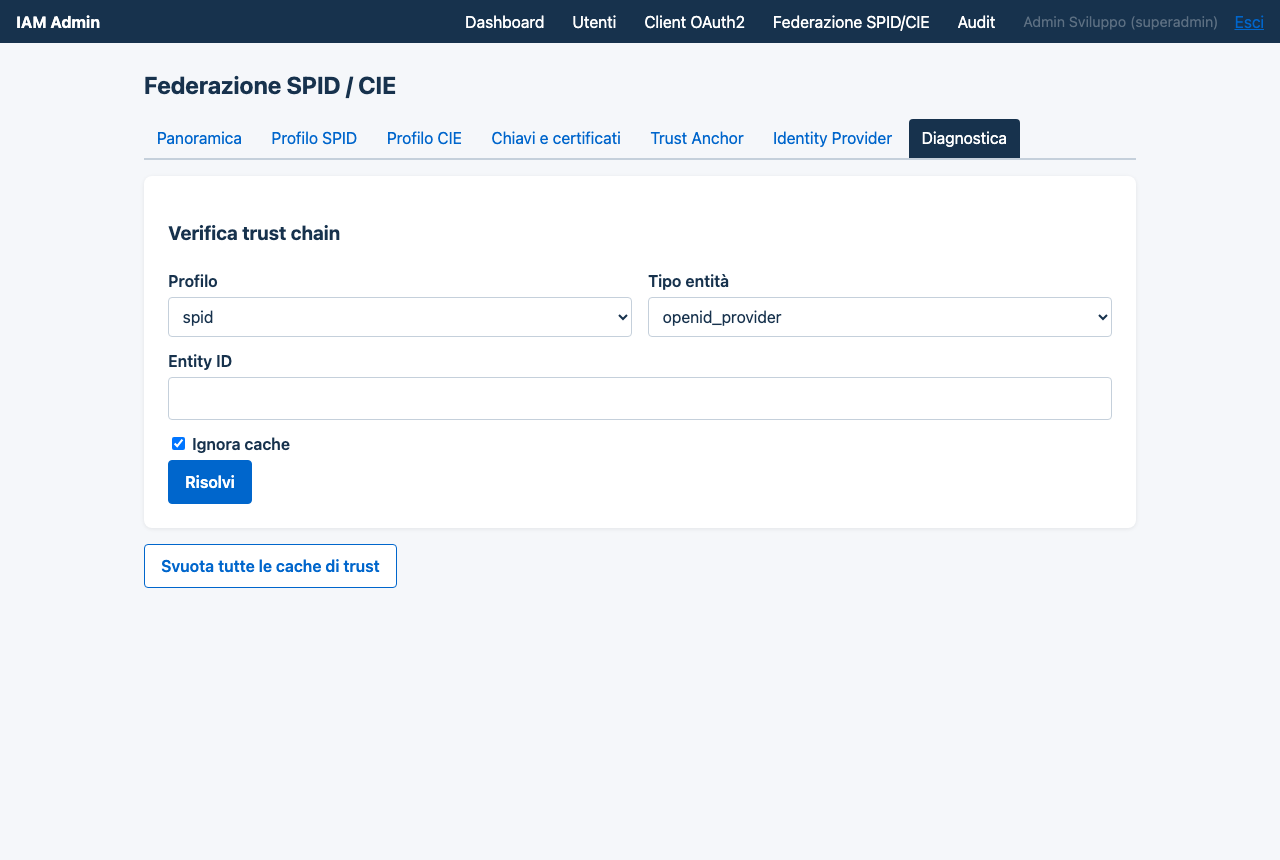 IAM Admin Dashboard Utenti Client OAuth2 Federazione SPID/CIE Audit Admin Sviluppo (superadmin) Esci
Federazione SPID / CIE
Panoramica Profilo SPID Profilo CIE Chiavi e certificati Trust Anchor Identity Provider Diagnostica
Verifica trust chain
Profilo Tipo entità
spid openid_provider
Entity ID
Ignora cache
Risolvi
Svuota tutte le cache di trust